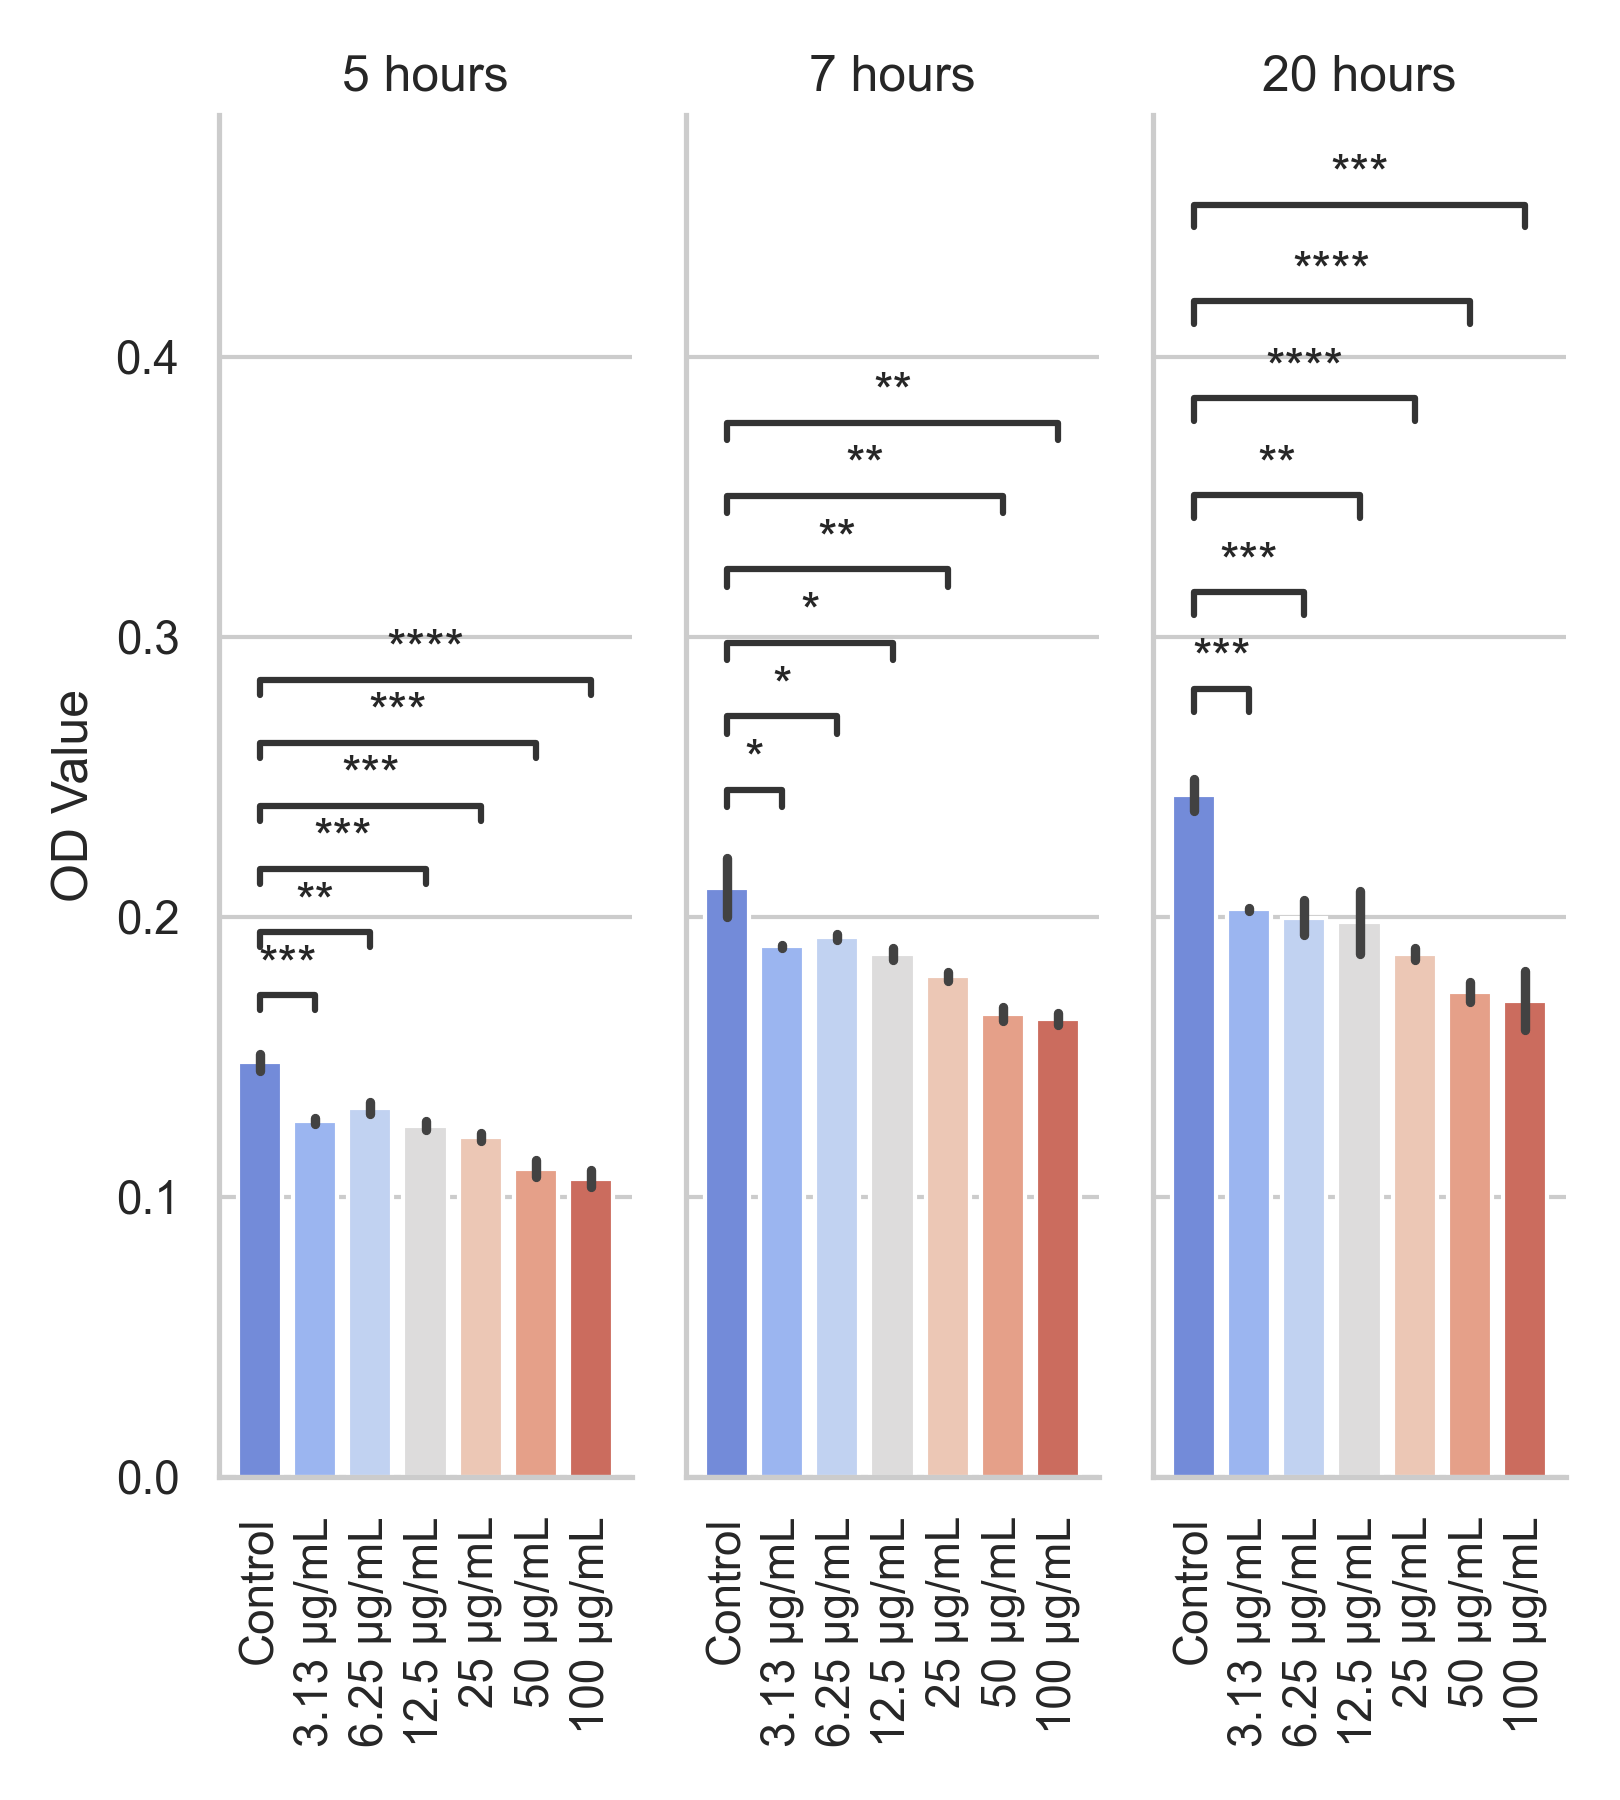 5 hours
7 hours
20 hours
OD Value
0.4
0.3
0.2
0.1
0.0
****
***
***
***
**
***
**
**
**
*
*
*
***
****
****
**
***
***
Control
3.13 µg/mL
6.25 µg/mL
12.5 µg/mL
25 µg/mL
50 µg/mL
100 µg/mL
Control
3.13 µg/mL
6.25 µg/mL
12.5 µg/mL
25 µg/mL
50 µg/mL
100 µg/mL
Control
3.13 µg/mL
6.25 µg/mL
12.5 µg/mL
25 µg/mL
50 µg/mL
100 µg/mL